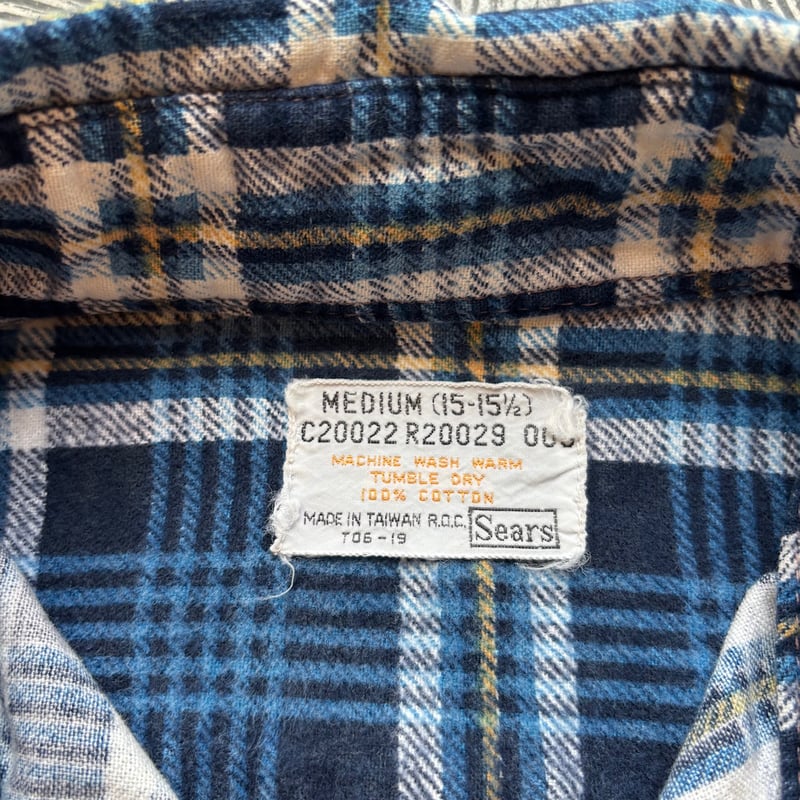 MEDIUM (15-15½)
C20022 R20029
MACHINE WASH WARM
TUMBLE DRY
100% COTTON
MADE IN TAIWAN R.O.C.
T06-19
Sears